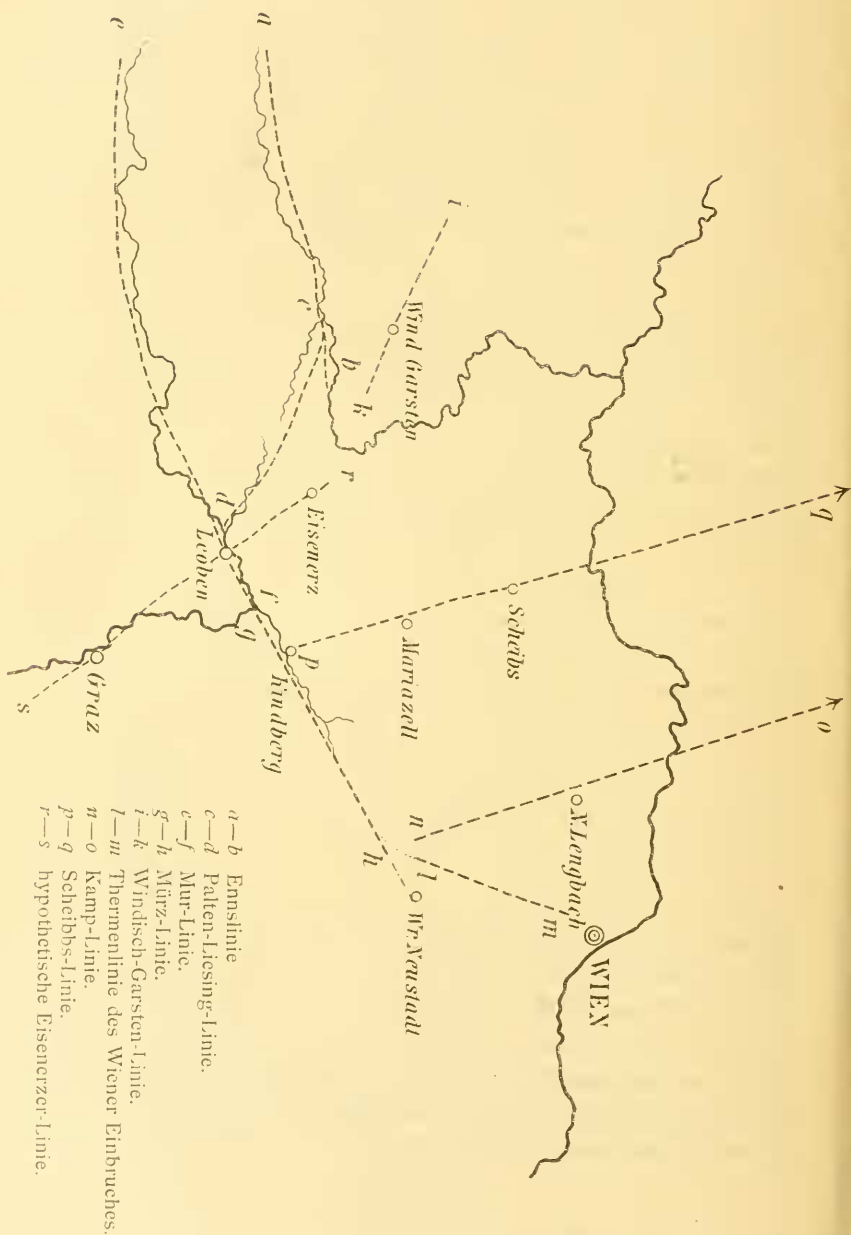 q
o
i
Wind Garsten
k
a
c
b
r
Eisenerz
e
d
Leoben
f
g
p
Kindberg
Scheibs
Mariazell
N.Lengbach
n
l
m
WIEN
h
Wr.Neustadt
Graz
s
a—b Ennslinie
c—d Palten-Liesing-Linie.
e—f Mur-Linie.
g—h Mürz-Linie.
i—k Windisch-Garsten-Linie.
l—m Thermenlinie des Wiener Einbruches.
n—o Kamp-Linie.
p—q Scheibbs-Linie.
r—s hypothetische Eisenerzer-Linie.